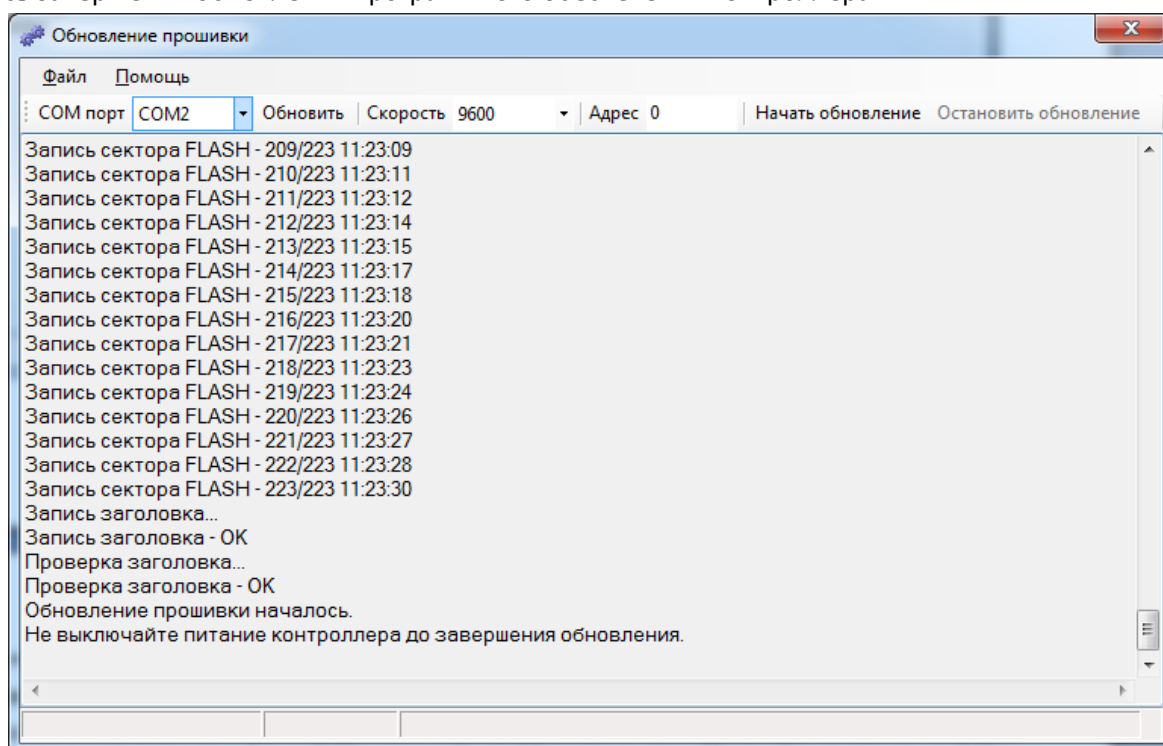 Обновление прошивки
Файл Помощь
COM порт COM2 Обновить Скорость 9600 Адрес 0 Начать обновление Остановить обновление
Запись сектора FLASH - 209/223 11:23:09
Запись сектора FLASH - 210/223 11:23:11
Запись сектора FLASH - 211/223 11:23:12
Запись сектора FLASH - 212/223 11:23:14
Запись сектора FLASH - 213/223 11:23:15
Запись сектора FLASH - 214/223 11:23:17
Запись сектора FLASH - 215/223 11:23:18
Запись сектора FLASH - 216/223 11:23:20
Запись сектора FLASH - 217/223 11:23:21
Запись сектора FLASH - 218/223 11:23:23
Запись сектора FLASH - 219/223 11:23:24
Запись сектора FLASH - 220/223 11:23:26
Запись сектора FLASH - 221/223 11:23:27
Запись сектора FLASH - 222/223 11:23:28
Запись сектора FLASH - 223/223 11:23:30
Запись заголовка...
Запись заголовка - OK
Проверка заголовка...
Проверка заголовка - OK
Обновление прошивки началось.
Не выключайте питание контроллера до завершения обновления.